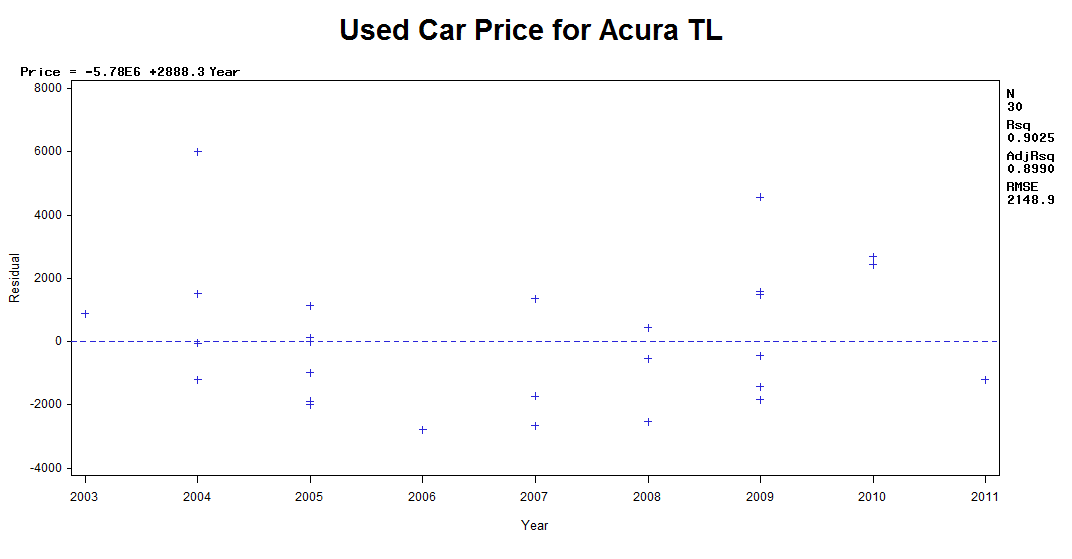 Used Car Price for Acura TL
Price = -5.78E6 +2888.3 Year
8000
6000
4000
2000
0
-2000
-4000
Residual
2003 2004 2005 2006 2007 2008 2009 2010 2011
Year
N
30
Rsq
0.9025
AdjRsq
0.8990
RMSE
2148.9